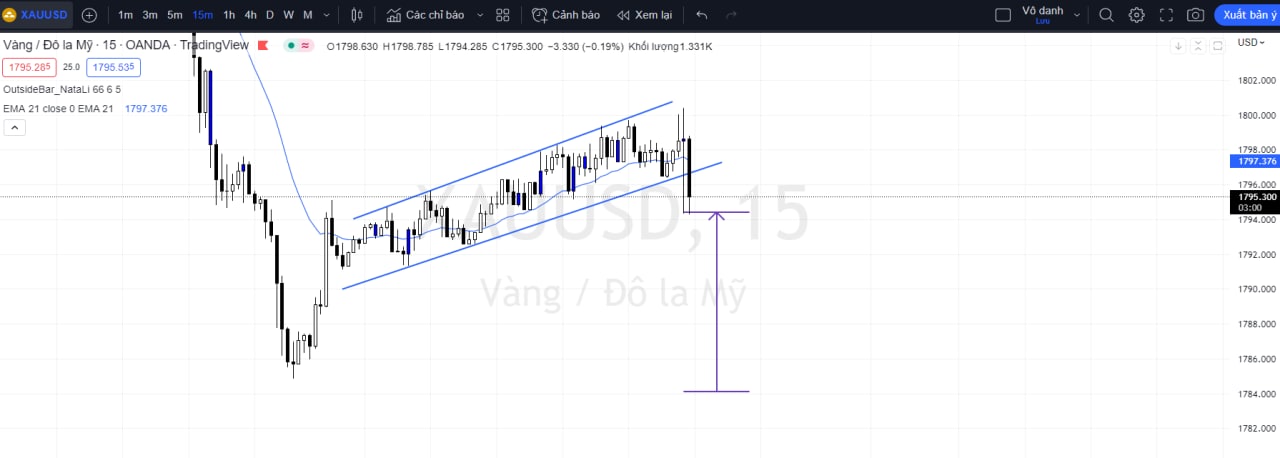 XAUUSD 1m 3m 5m 15m 1h 4h D W M Các chỉ báo Cảnh báo Xem lại Vô danh Lưu Xuất bản ý
Vàng / Đô la Mỹ · 15 · OANDA · TradingView O1798.630 H1798.785 L1794.285 C1795.300 −3.330 (−0.19%) Khối lượng1.331K USD
1795.285 25.0 1795.535
OutsideBar_NataLi 66 6 5
EMA 21 close 0 EMA 21 1797.376
1802.000
1800.000
1798.000
1797.376
1796.000
1795.300
03:00
1794.000
1792.000
1790.000
1788.000
1786.000
1784.000
1782.000
XAUUSD, 15
Vàng / Đô la Mỹ